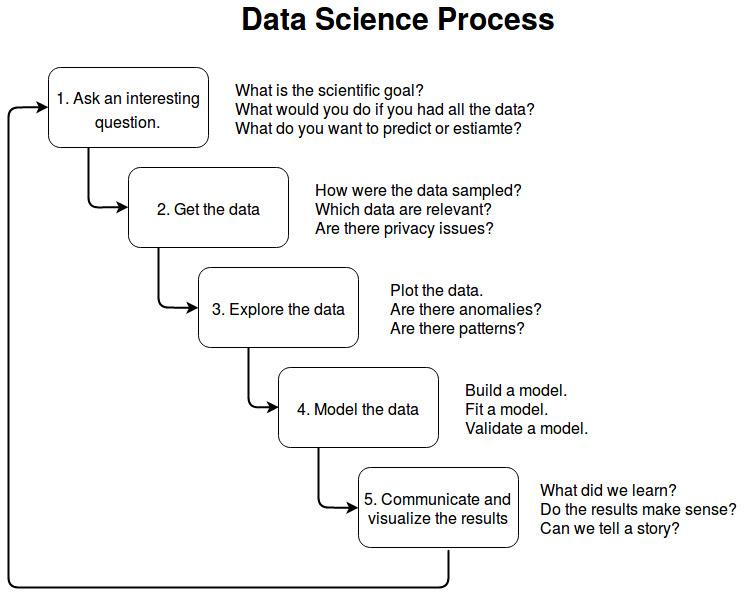 Data Science Process
1. Ask an interesting
question.
What is the scientific goal?
What would you do if you had all the data?
What do you want to predict or estiamte?
2. Get the data
How were the data sampled?
Which data are relevant?
Are there privacy issues?
3. Explore the data
Plot the data.
Are there anomalies?
Are there patterns?
4. Model the data
Build a model.
Fit a model.
Validate a model.
5. Communicate and
visualize the results
What did we learn?
Do the results make sense?
Can we tell a story?